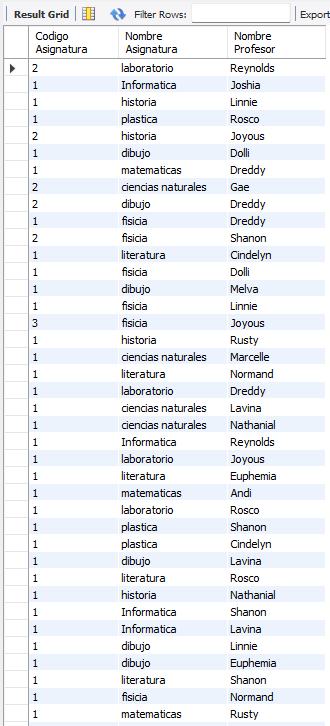 Result Grid Filter Rows: Export
Codigo Asignatura Nombre Asignatura Nombre Profesor
2 laboratorio Reynolds
1 Informatica Joshia
1 historia Linnie
1 plastica Rosco
2 historia Joyous
1 dibujo Dolli
1 matematicas Dreddy
2 ciencias naturales Gae
2 dibujo Dreddy
1 fisicia Dreddy
2 fisicia Shanon
1 literatura Cindelyn
1 fisicia Dolli
1 dibujo Melva
1 fisicia Linnie
3 fisicia Joyous
1 historia Rusty
1 ciencias naturales Marcelle
1 literatura Normand
1 laboratorio Dreddy
1 ciencias naturales Lavina
1 ciencias naturales Nathanial
1 Informatica Reynolds
1 laboratorio Joyous
1 literatura Euphemia
1 matematicas Andi
1 laboratorio Rosco
1 plastica Shanon
1 plastica Cindelyn
1 dibujo Lavina
1 literatura Rosco
1 historia Nathanial
1 Informatica Shanon
1 Informatica Lavina
1 dibujo Linnie
1 dibujo Euphemia
1 literatura Shanon
1 fisicia Normand
1 matematicas Rusty